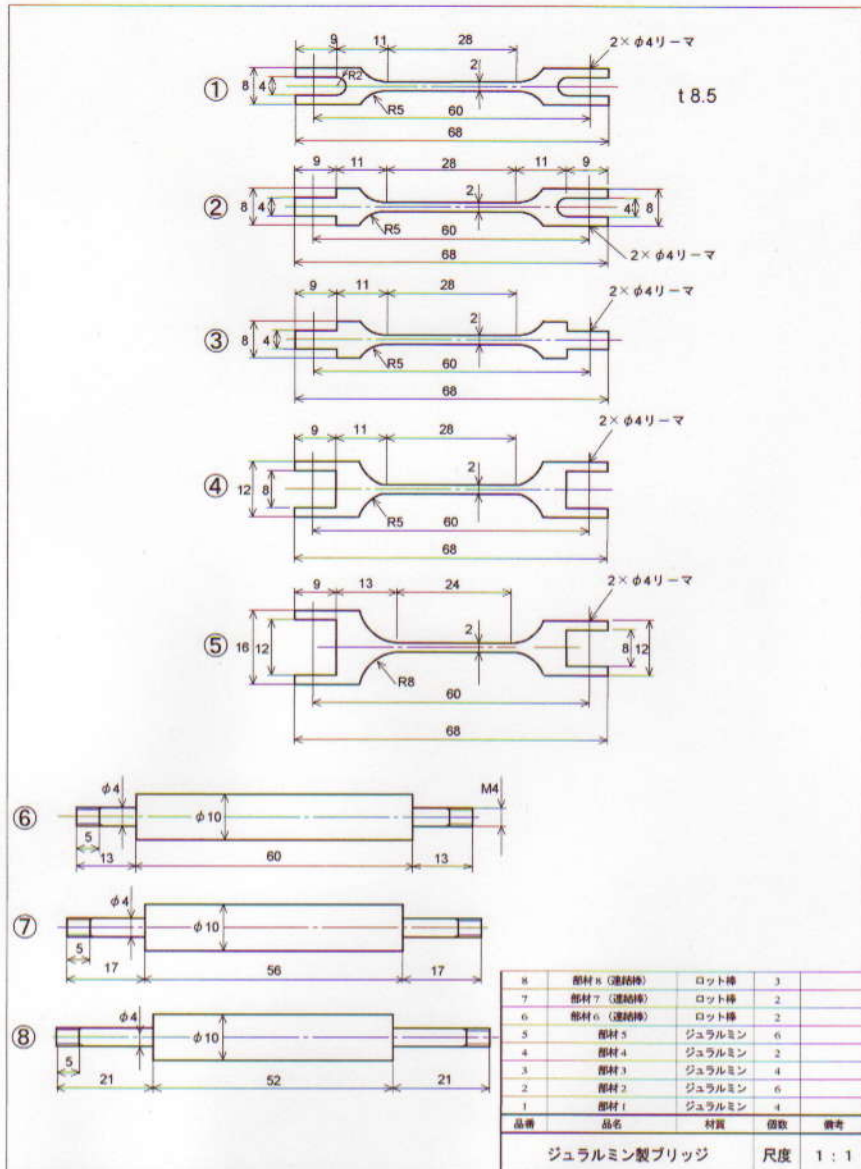 9 11 28 2×φ4リーマ
2
① 8 4 R2 t 8.5
R5 60
68
9 11 28 11 9
2
② 8 4 4 8
R5 60
2×φ4リーマ
68
9 11 28 2×φ4リーマ
2
③ 8 4
R5 60
68
2×φ4リーマ
9 11 28
2
④ 12 8
R5 60
68
2×φ4リーマ
9 13 24
2
⑤ 16 12 8 12
R8
60
68
φ4 M4
⑥ φ10
5
13 60 13
φ4
⑦ φ10
5
17 56 17
φ4
⑧ φ10
5
21 52 21
8 部材8(連結棒) ロット棒 3
7 部材7(連結棒) ロット棒 2
6 部材6(連結棒) ロット棒 2
5 部材5 ジュラルミン 6
4 部材4 ジュラルミン 2
3 部材3 ジュラルミン 4
2 部材2 ジュラルミン 6
1 部材1 ジュラルミン 4
品番 品名 材質 個数 備考
ジュラルミン製ブリッジ 尺度 1:1